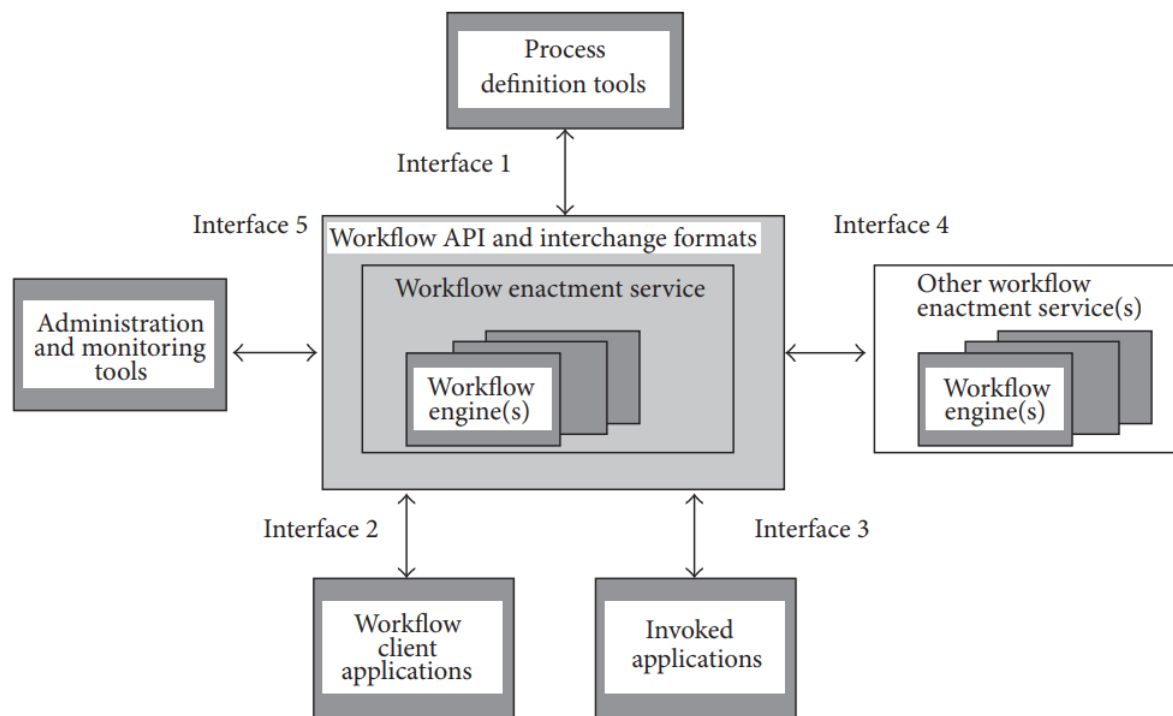 Process
definition tools
Interface 1
Interface 5
Workflow API and interchange formats
Interface 4
Workflow enactment service
Other workflow
enactment service(s)
Administration
and monitoring
tools
Workflow
engine(s)
Workflow
engine(s)
Interface 2
Interface 3
Workflow
client
applications
Invoked
applications